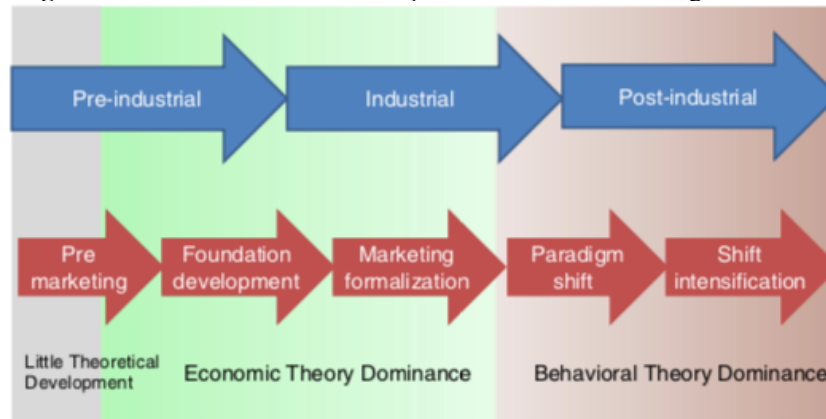 Pre-industrial
Industrial
Post-industrial
Pre
marketing
Foundation
development
Marketing
formalization
Paradigm
shift
Shift
intensification
Little Theoretical
Development
Economic Theory Dominance
Behavioral Theory Dominance